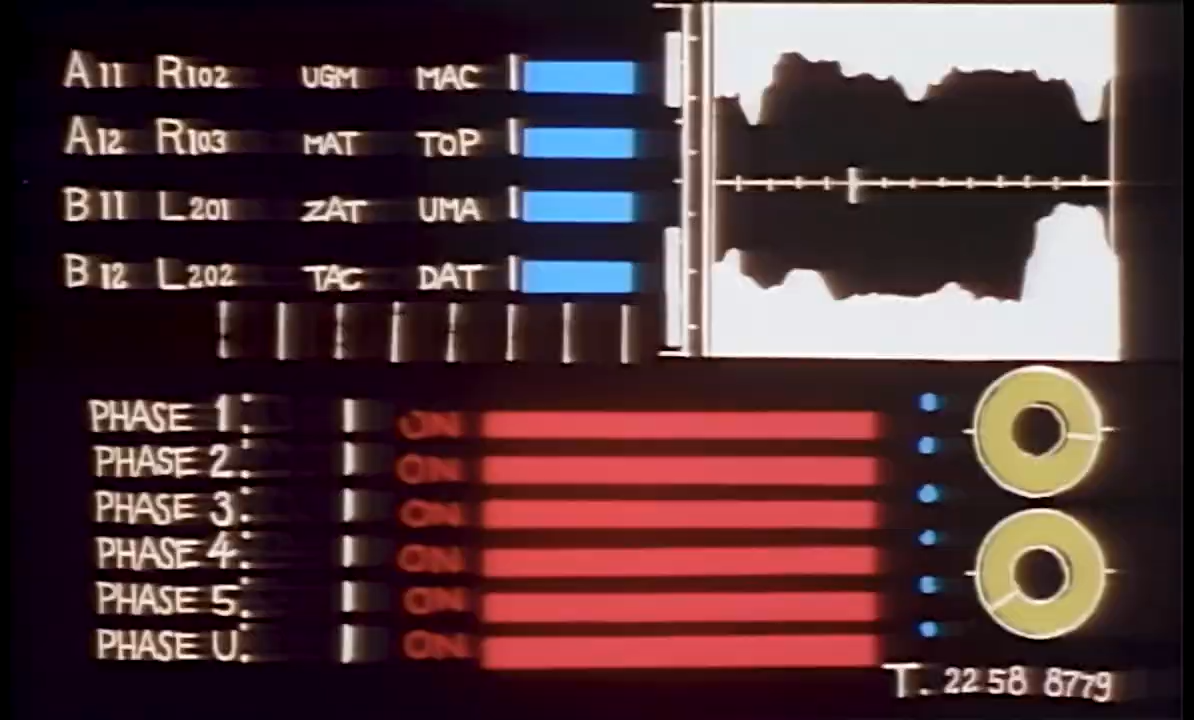 A11 R102 UGM MAC
A12 R103 MAT TOP
B11 L201 ZAT UMA
B12 L202 TAC DAT
PHASE 1: ON
PHASE 2: ON
PHASE 3: ON
PHASE 4: ON
PHASE 5: ON
PHASE U: ON
T. 22 58 8779